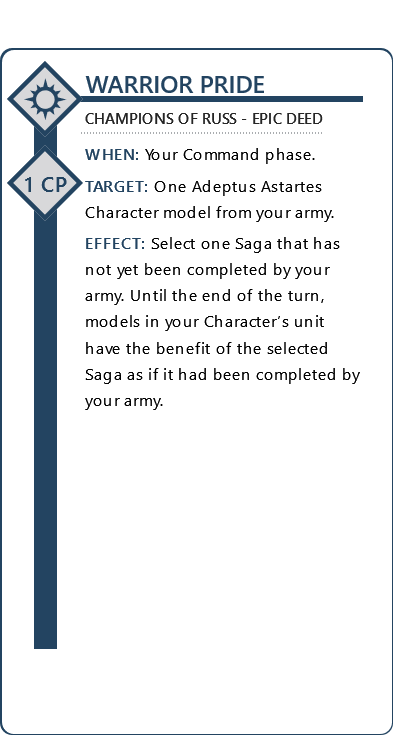 WARRIOR PRIDE
CHAMPIONS OF RUSS - EPIC DEED
WHEN: Your Command phase.
1 CP
TARGET: One Adeptus Astartes
Character model from your army.
EFFECT: Select one Saga that has
not yet been completed by your
army. Until the end of the turn,
models in your Character's unit
have the benefit of the selected
Saga as if it had been completed by
your army.